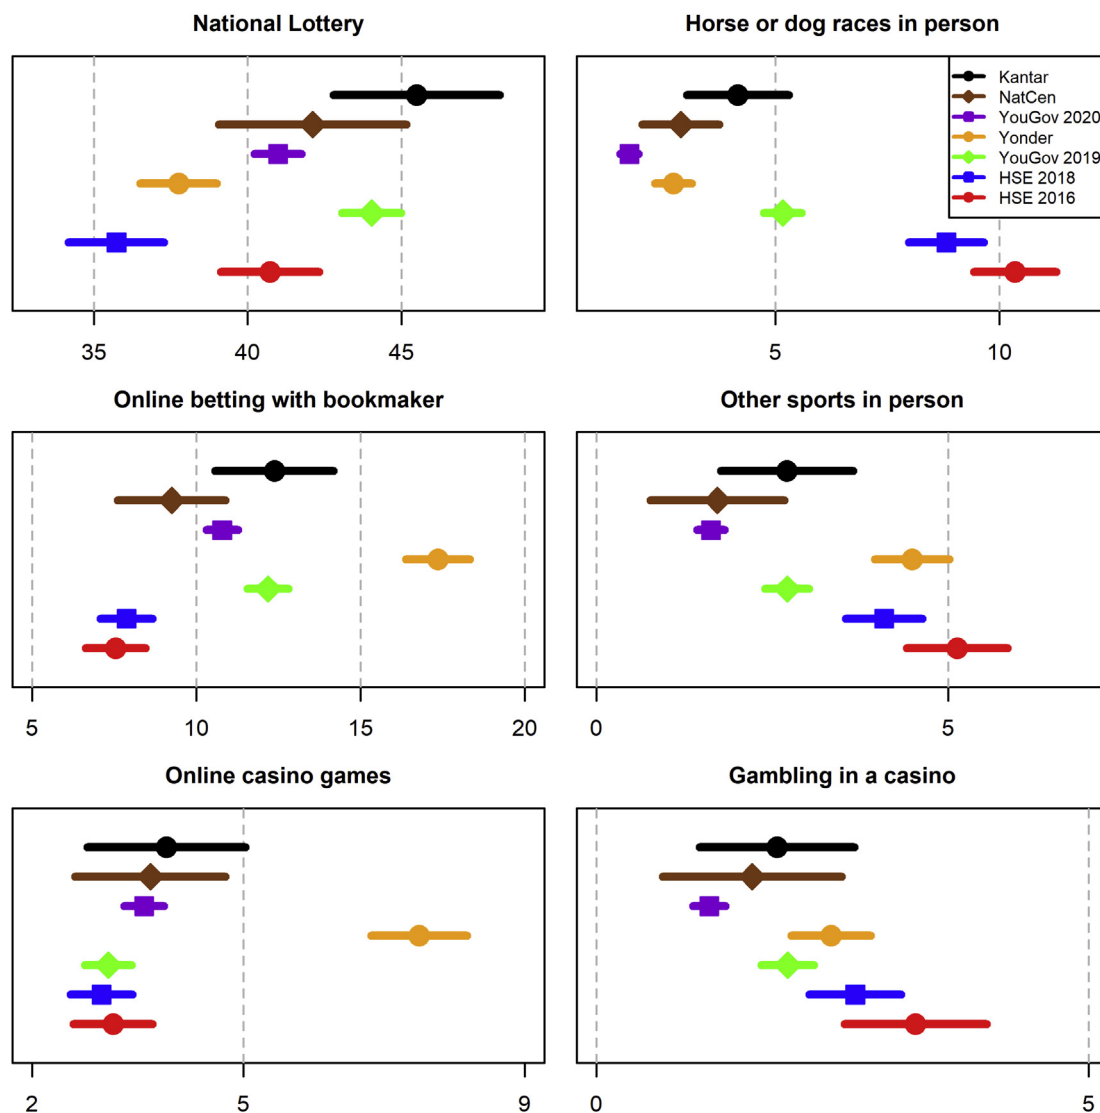 National Lottery
35 40 45
Horse or dog races in person
Kantar
NatCen
YouGov 2020
Yonder
YouGov 2019
HSE 2018
HSE 2016
5 10
Online betting with bookmaker
5 10 15 20
Other sports in person
0 5
Online casino games
2 5 9
Gambling in a casino
0 5